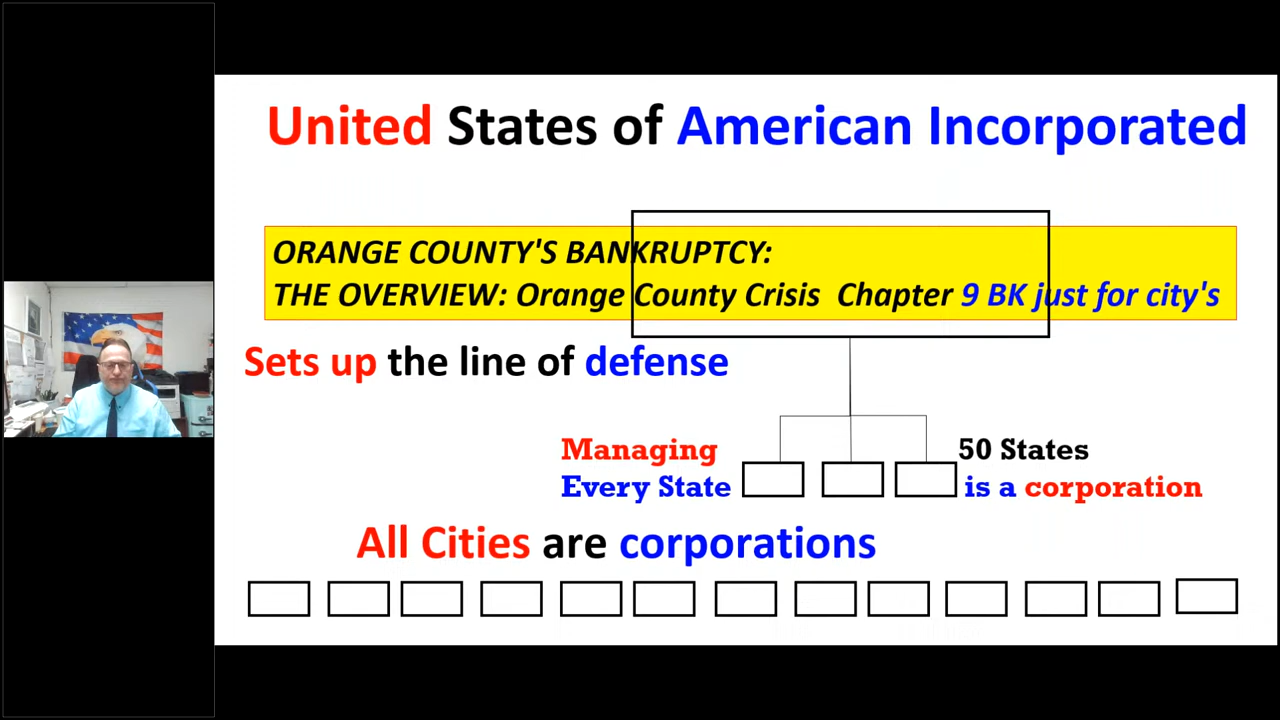 United States of American Incorporated
ORANGE COUNTY'S BANKRUPTCY:
THE OVERVIEW: Orange County Crisis Chapter 9 BK just for city's
Sets up the line of defense
Managing
Every State
50 States
is a corporation
All Cities are corporations